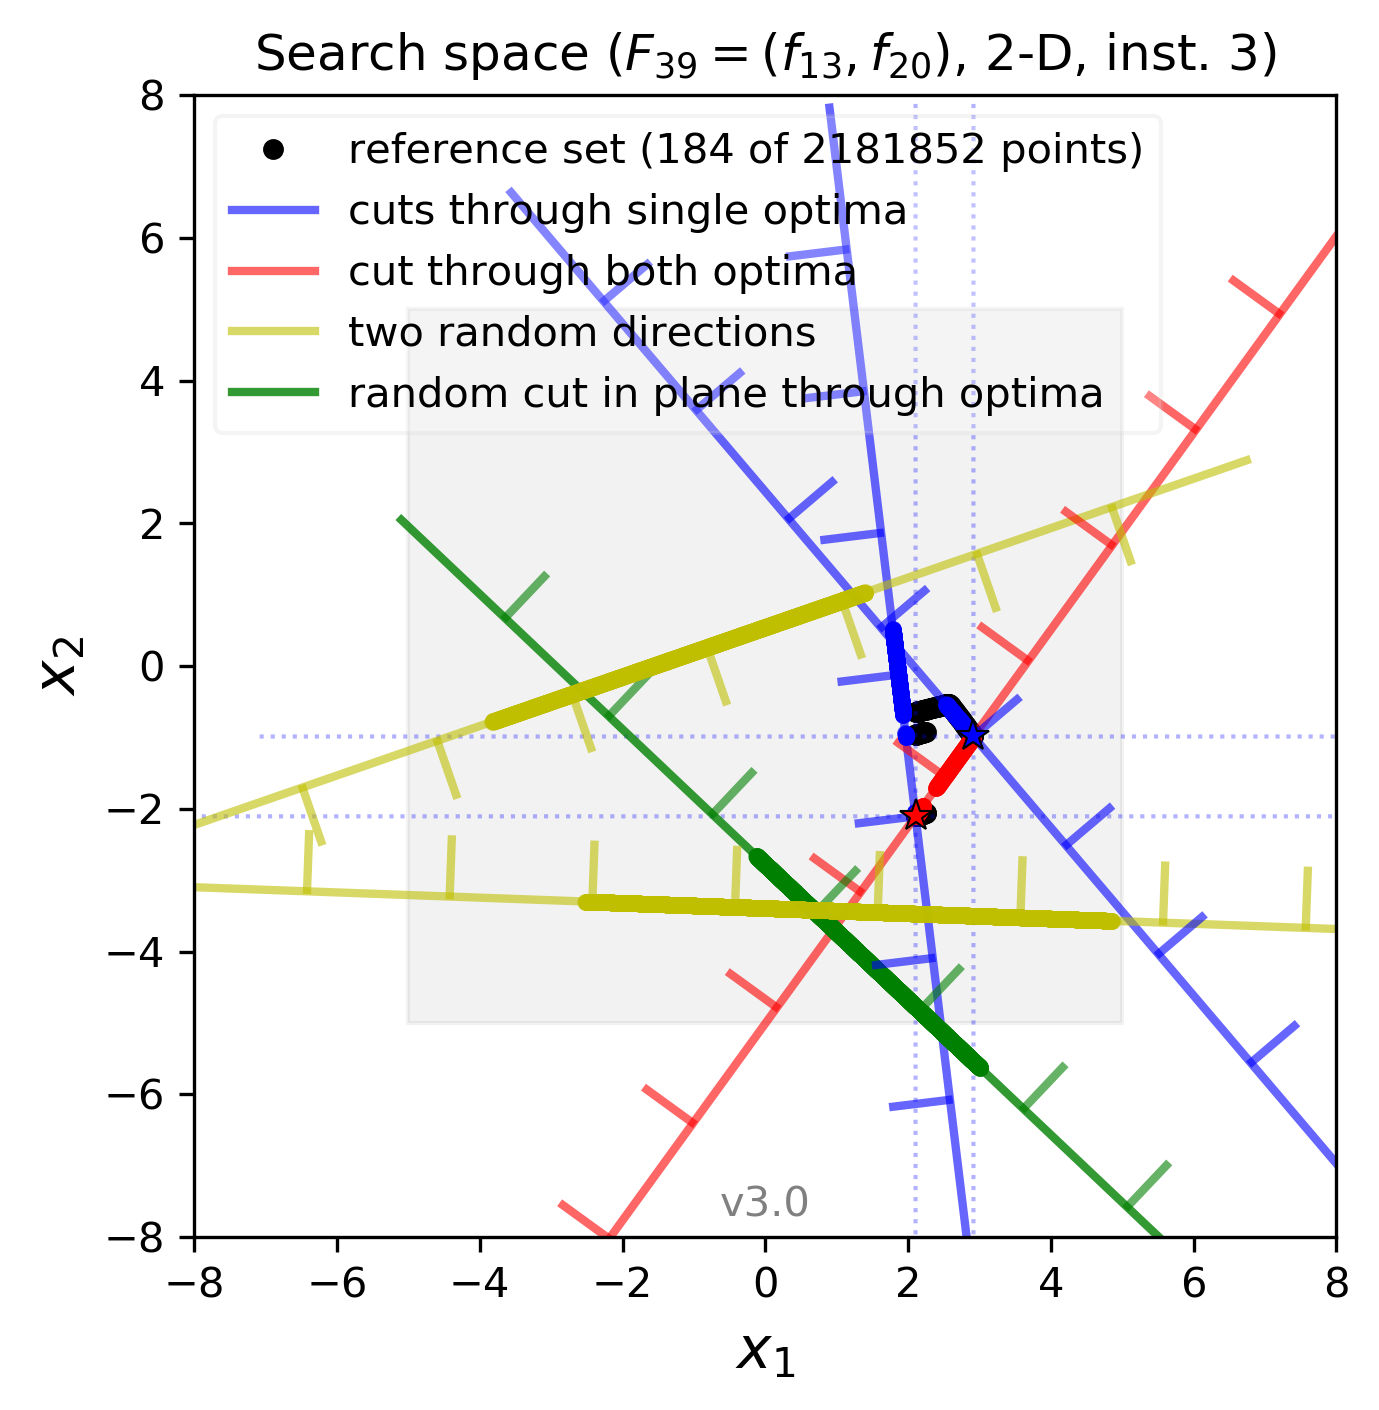 Search space (F₃₉ = (f₁₃, f₂₀), 2-D, inst. 3)
reference set (184 of 2181852 points)
cuts through single optima
cut through both optima
two random directions
random cut in plane through optima
8
6
4
2
0
−2
−4
−6
−8
x₂
v3.0
−8 −6 −4 −2 0 2 4 6 8
x₁